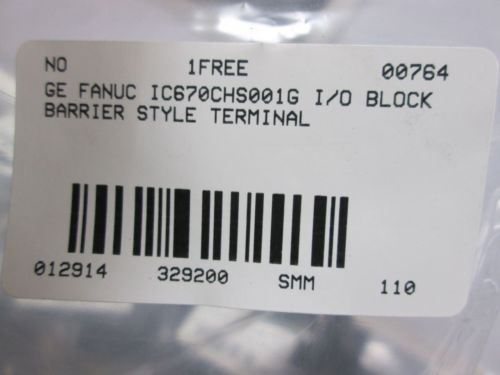 NO 1FREE 00764
GE FANUC IC670CHS001G I/O BLOCK
BARRIER STYLE TERMINAL
012914 329200 SMM 110